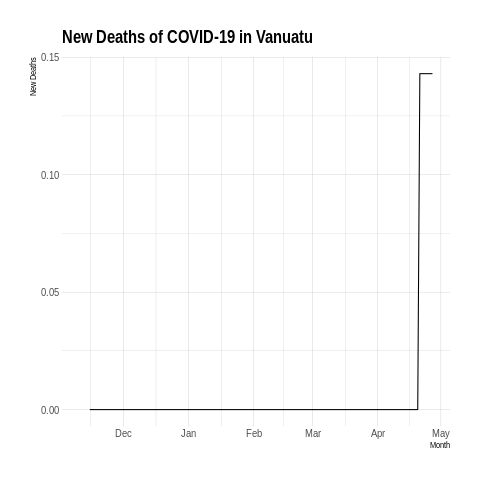 New Deaths of COVID-19 in Vanuatu
New Deaths
0.15
0.10
0.05
0.00
Dec Jan Feb Mar Apr May
Month